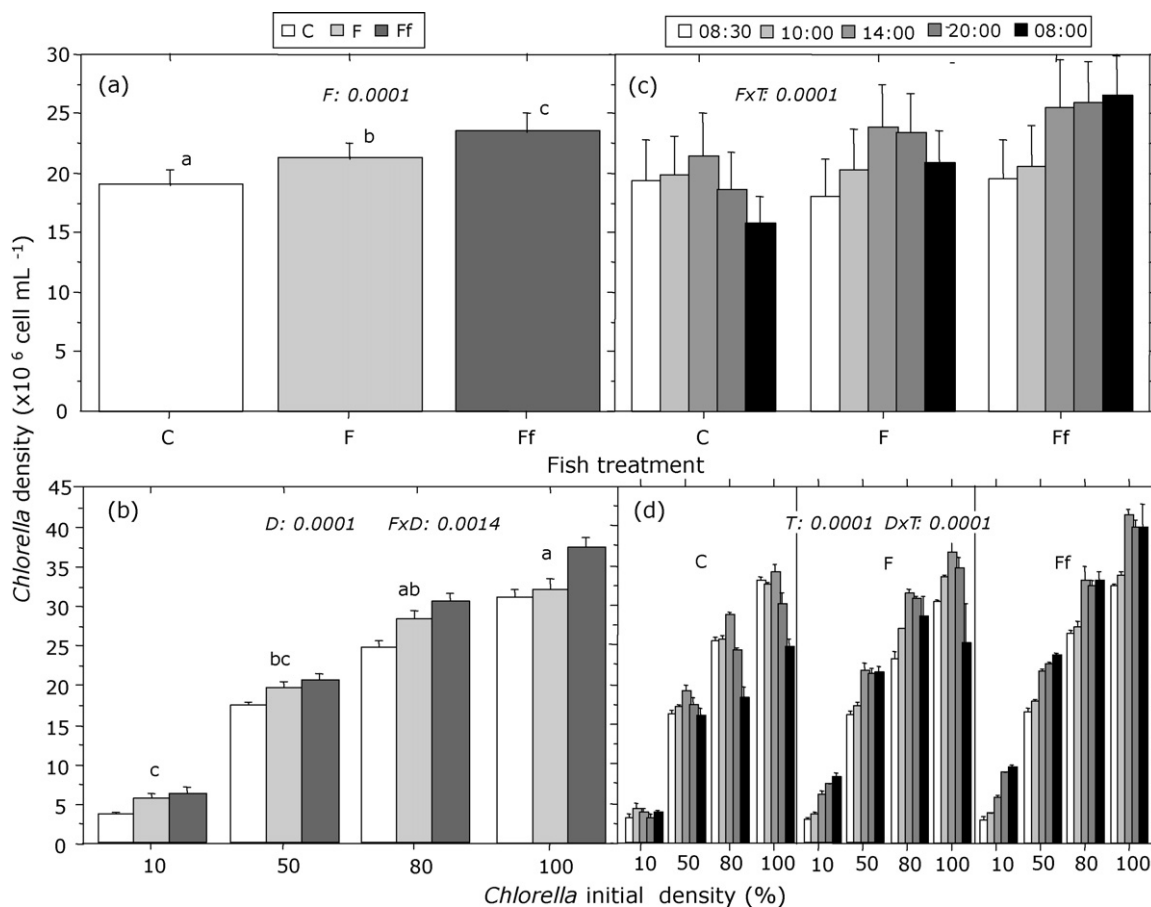 C F Ff
08:30 10:00 14:00 20:00 08:00
30
25
20
15
10
5
0
(a)
F: 0.0001
a
b
c
C F Ff
(c)
FxT: 0.0001
C F Ff
Fish treatment
Chlorella density (x10 6 cell mL -1)
45
40
35
30
25
20
15
10
5
0
(b)
D: 0.0001 FxD: 0.0014
c
bc
ab
a
10 50 80 100
(d)
T: 0.0001 DxT: 0.0001
C F Ff
10 50 80 100 10 50 80 100 10 50 80 100
Chlorella initial density (%)